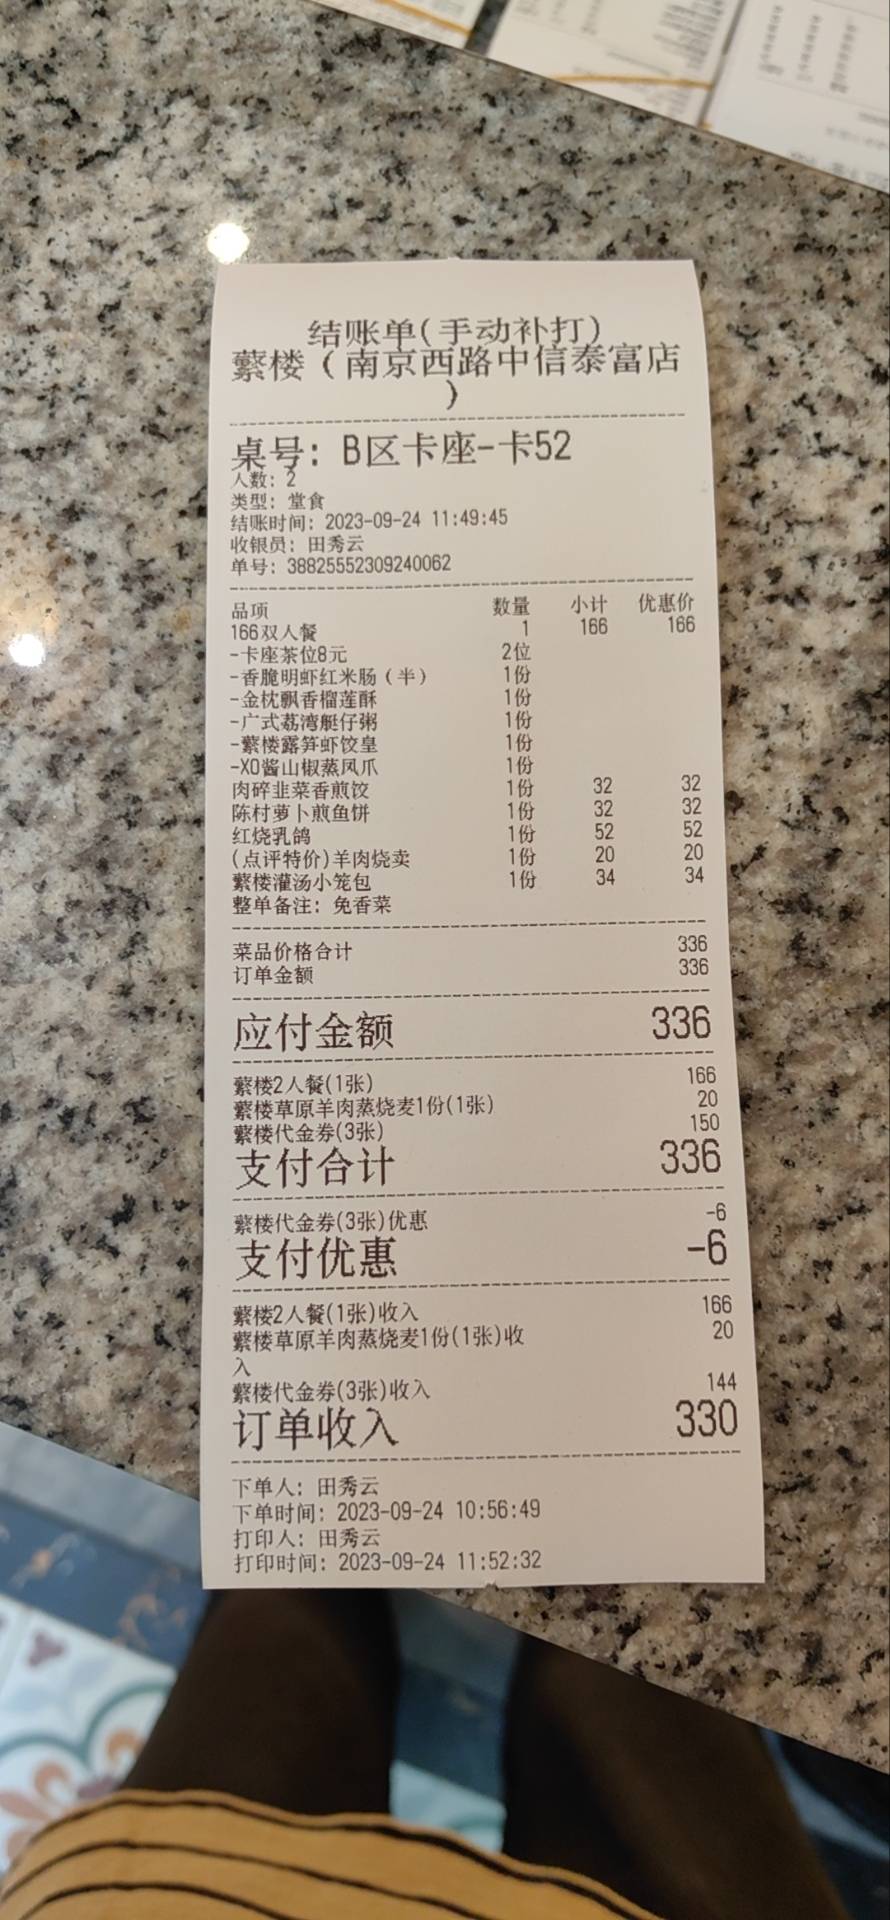 结账单(手动补打)
蘩楼（南京西路中信泰富店
）
桌号: B区卡座-卡52
人数: 2
类型: 堂食
结账时间: 2023-09-24 11:49:45
收银员: 田秀云
单号: 38825552309240062
品项 数量 小计 优惠价
166双人餐 1 166 166
-卡座茶位8元 2位
-香脆明虾红米肠（半） 1份
-金枕飘香榴莲酥 1份
-广式荔湾艇仔粥 1份
-蘩楼露笋虾饺皇 1份
-XO酱山椒蒸凤爪 1份
肉碎韭菜香煎饺 1份 32 32
陈村萝卜煎鱼饼 1份 32 32
红烧乳鸽 1份 52 52
(点评特价)羊肉烧卖 1份 20 20
蘩楼灌汤小笼包 1份 34 34
整单备注: 免香菜
菜品价格合计 336
订单金额 336
应付金额 336
蘩楼2人餐(1张) 166
蘩楼草原羊肉蒸烧麦1份(1张) 20
蘩楼代金券(3张) 150
支付合计 336
蘩楼代金券(3张)优惠 -6
支付优惠 -6
蘩楼2人餐(1张)收入 166
蘩楼草原羊肉蒸烧麦1份(1张)收 20
入
蘩楼代金券(3张)收入 144
订单收入 330
下单人: 田秀云
下单时间: 2023-09-24 10:56:49
打印人: 田秀云
打印时间: 2023-09-24 11:52:32